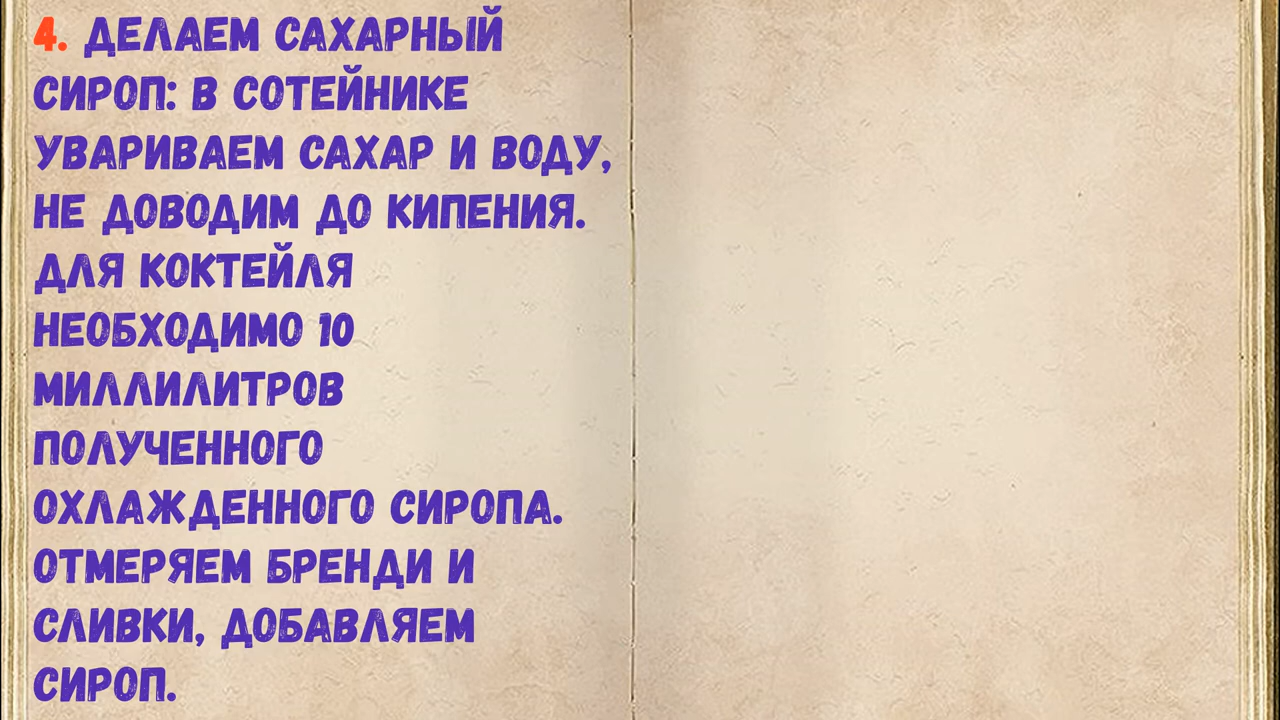 4. ДЕЛАЕМ САХАРНЫЙ
СИРОП: В СОТЕЙНИКЕ
УВАРИВАЕМ САХАР И ВОДУ,
НЕ ДОВОДИМ ДО КИПЕНИЯ.
ДЛЯ КОКТЕЙЛЯ
НЕОБХОДИМО 10
МИЛЛИЛИТРОВ
ПОЛУЧЕННОГО
ОХЛАЖДЕННОГО СИРОПА.
ОТМЕРЯЕМ БРЕНДИ И
СЛИВКИ, ДОБАВЛЯЕМ
СИРОП.